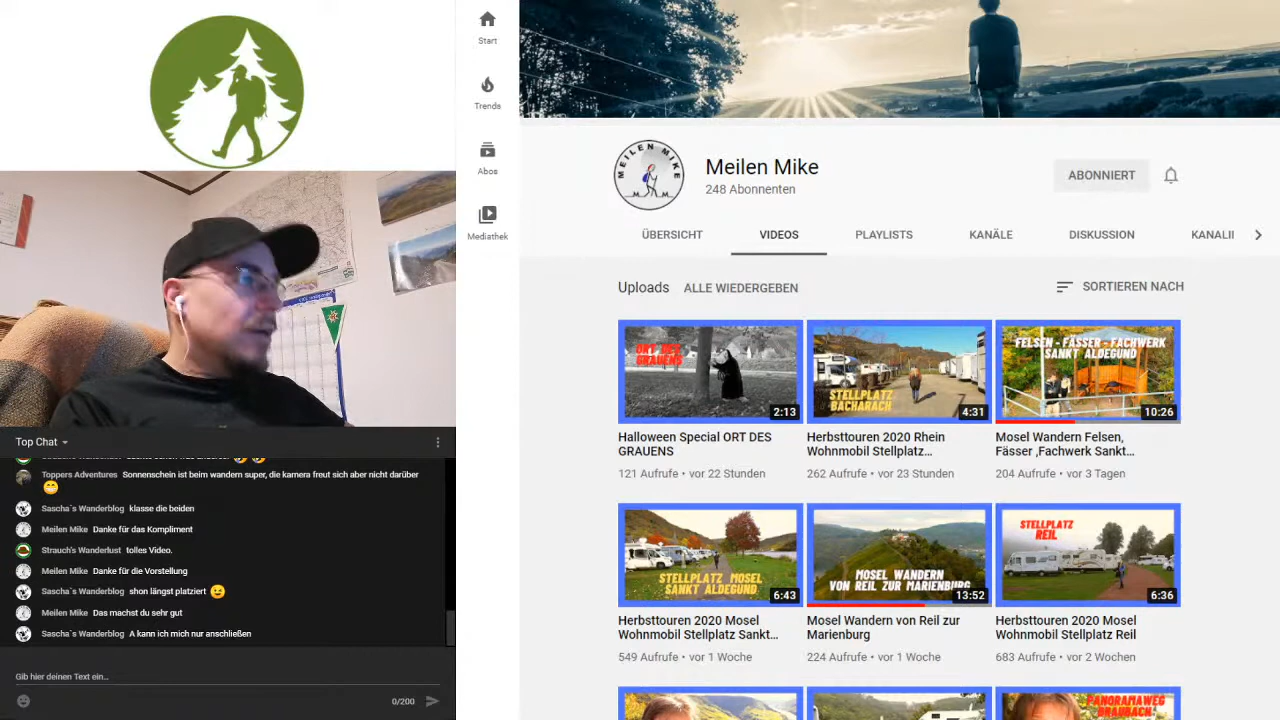 Start
Trends
Abos
Mediathek
MEILEN MIKE
M M
Meilen Mike
248 Abonnenten
ABONNIERT
ÜBERSICHT
VIDEOS
PLAYLISTS
KANÄLE
DISKUSSION
KANALII
Uploads
ALLE WIEDERGEBEN
SORTIEREN NACH
ORT DES
GRAUENS
2:13
STELLPLATZ
BACHARACH
4:31
FELSEN - FÄSSER - FACHWERK
SANKT ALDEGUND
10:26
Halloween Special ORT DES
GRAUENS
121 Aufrufe • vor 22 Stunden
Herbsttouren 2020 Rhein
Wohnmobil Stellplatz…
262 Aufrufe • vor 23 Stunden
Mosel Wandern Felsen,
Fässer ,Fachwerk Sankt…
204 Aufrufe • vor 3 Tagen
STELLPLATZ MOSEL
SANKT ALDEGUND
6:43
MOSEL WANDERN
VON REIL ZUR MARIENBURG
13:52
STELLPLATZ
REIL
6:36
Herbsttouren 2020 Mosel
Wohnmobil Stellplatz Sankt…
549 Aufrufe • vor 1 Woche
Mosel Wandern von Reil zur
Marienburg
224 Aufrufe • vor 1 Woche
Herbsttouren 2020 Mosel
Wohnmobil Stellplatz Reil
683 Aufrufe • vor 2 Wochen
PANORAMAWEG
BRAUBACH
Top Chat
Toppers Adventures Sonnenschein ist beim wandern super, die kamera freut sich aber nicht darüber
Sascha`s Wanderblog klasse die beiden
Meilen Mike Danke für das Kompliment
Strauch's Wanderlust tolles Video.
Meilen Mike Danke für die Vorstellung
Sascha`s Wanderblog shon längst platziert
Meilen Mike Das machst du sehr gut
Sascha`s Wanderblog A kann ich mich nur anschließen
Gib hier deinen Text ein…
0/200